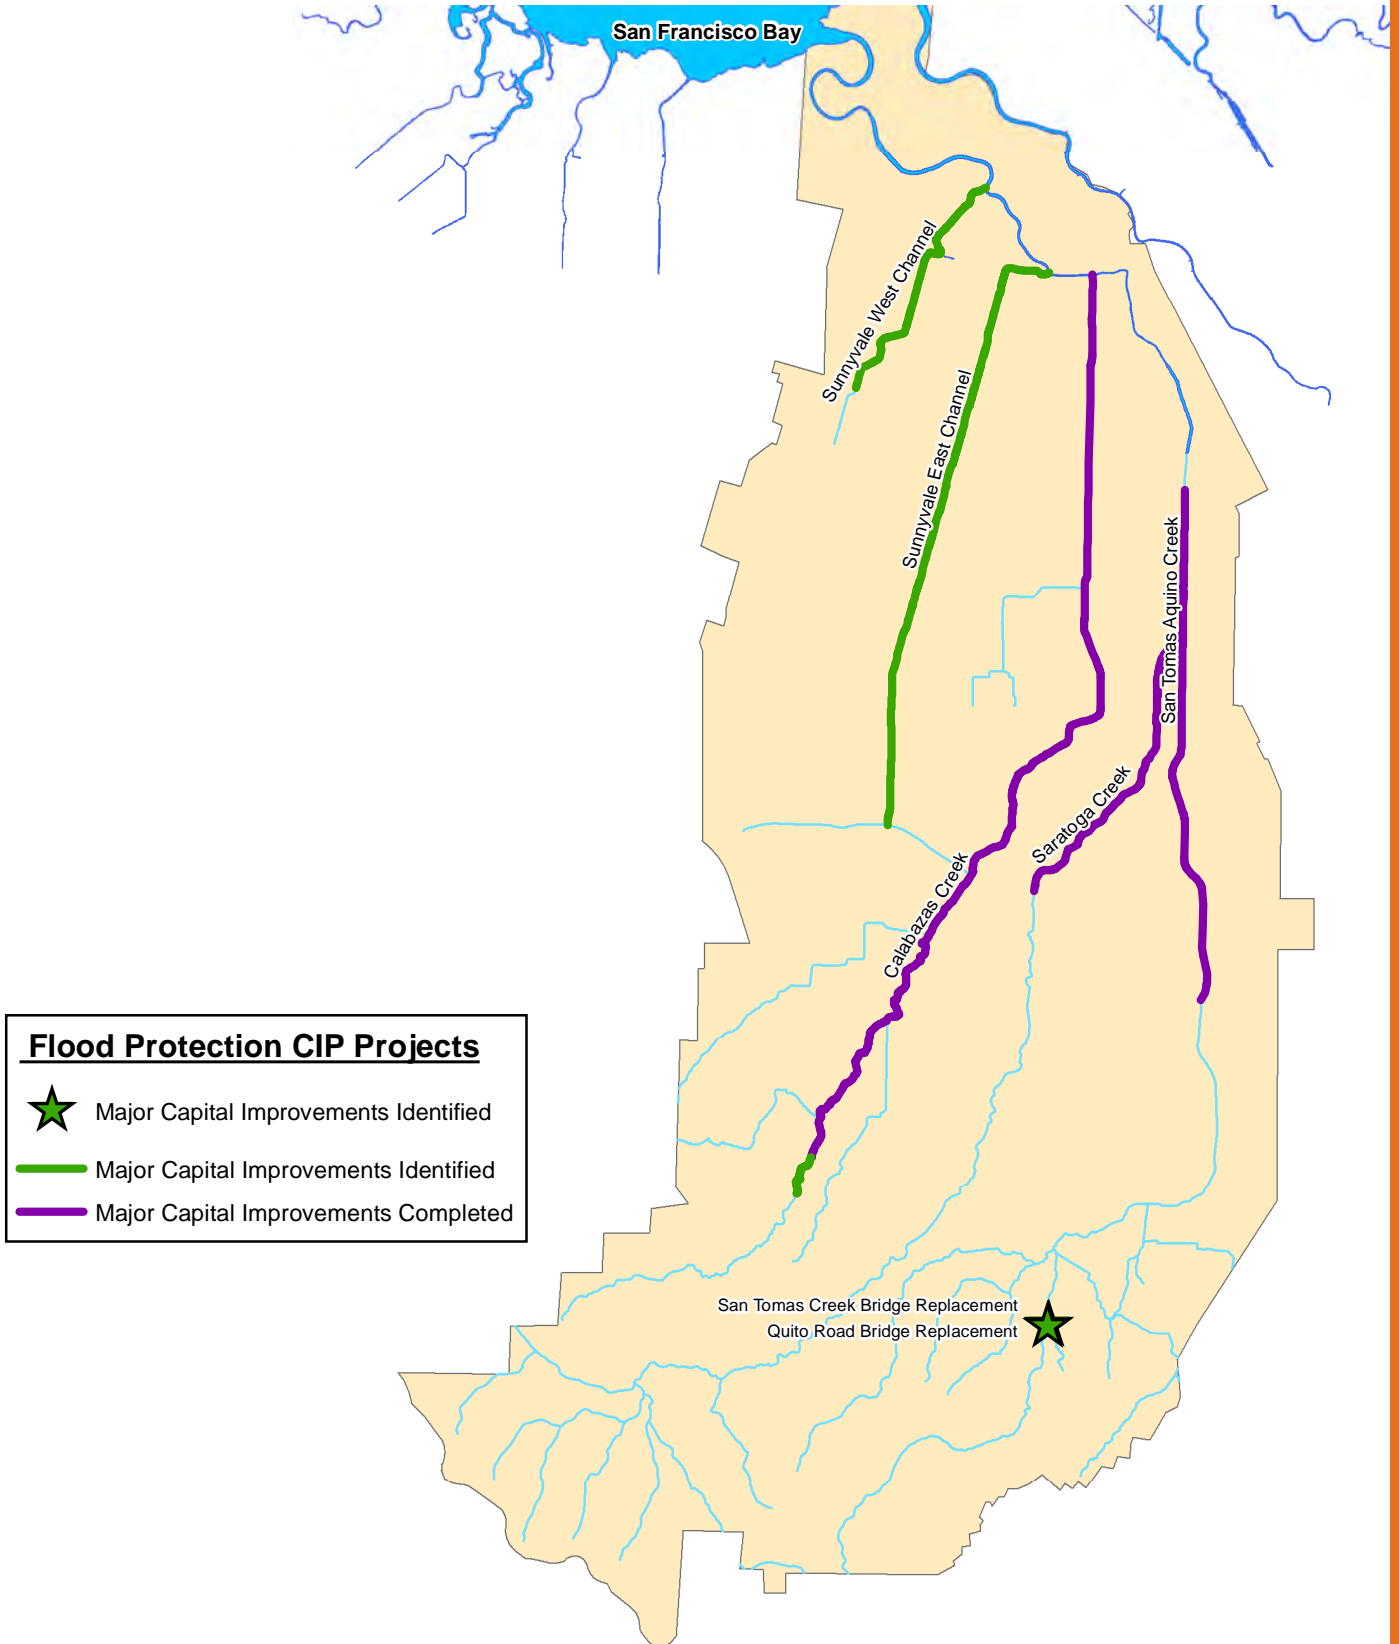 San Francisco Bay
Sunnyvale West Channel
Sunnyvale East Channel
San Tomas Aquino Creek
Saratoga Creek
Calabazas Creek
Flood Protection CIP Projects
Major Capital Improvements Identified
Major Capital Improvements Identified
Major Capital Improvements Completed
San Tomas Creek Bridge Replacement
Quito Road Bridge Replacement